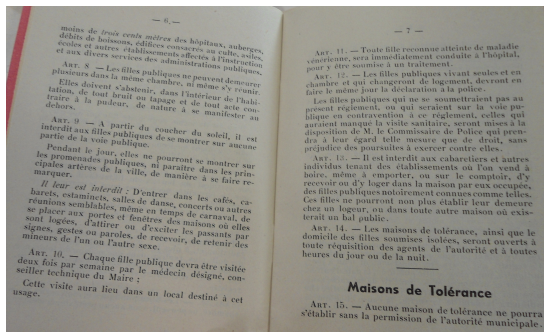 — 6 —
moins de trois cents mètres des hôpitaux, auberges,
débits de boissons, édifices consacrés au culte, asiles,
écoles et autres établissements affectés à l'instruction
et aux divers services des administrations publiques.
ART. 8 — Les filles publiques ne peuvent demeurer
plusieurs dans la même chambre, ni même s'y réunir.
Elles doivent s'abstenir, dans l'intérieur de l'habi-
tation, de tout bruit ou tapage et de tout acte con-
traire à la pudeur, de nature à se manifester au
dehors.
ART. 9 — A partir du coucher du soleil, il est
interdit aux filles publiques de se montrer sur aucune
partie de la voie publique.
Pendant le jour, elles ne pourront se montrer sur
les promenades publiques, ni paraître dans les prin-
cipales artères de la ville, de manière à se faire re-
marquer.
Il leur est interdit : D'entrer dans les cafés, ca-
barets, estaminets, salles de danse, concerts ou autres
réunions semblables, même en temps de carnaval, de
se placer aux portes et fenêtres des maisons où elles
sont logées, d'attirer ou d'exciter les passants par
signes, gestes ou paroles, de recevoir, de retenir des
mineurs de l'un ou l'autre sexe.
ART. 10. — Chaque fille publique devra être visitée
deux fois par semaine par le médecin désigné, con-
seiller technique du Maire ;
Cette visite aura lieu dans un local destiné à cet
usage.
— 7 —
ART. 11. — Toute fille reconnue atteinte de maladie
vénérienne, sera immédiatement conduite à l'hôpital,
pour y être soumise à un traitement.
ART. 12. — Les filles publiques vivant seules et en
chambre et qui changeront de logement, devront en
faire le même jour la déclaration à la police.
Les filles publiques qui ne se soumettraient pas au
présent règlement, ou qui seraient sur la voie pu-
blique en contravention à ce règlement, celles qui
auraient manqué la visite sanitaire, seront mises à la
disposition de M. le Commissaire de Police qui pren-
dra à leur égard telle mesure que de droit, sans
préjudice des poursuites à exercer contre elles.
ART. 13. — Il est interdit aux cabaretiers et autres
individus tenant des établissements où l'on vend à
boire, même à emporter, ou sur le comptoir, d'y
recevoir ou d'y loger dans la maison par eux occupée,
des filles publiques notoirement connues comme telles.
Ces filles ne pourront non plus établir leur demeure
chez un logeur, ou dans toute autre maison où exis-
terait un bal public.
ART. 14. — Les maisons de tolérance, ainsi que le
domicile des filles soumises isolées, seront ouverts à
toute réquisition des agents de l'autorité et à toutes
heures du jour ou de la nuit.
Maisons de Tolérance
ART. 15. — Aucune maison de tolérance ne pourra
s'établir sans la permission de l'autorité municipale.